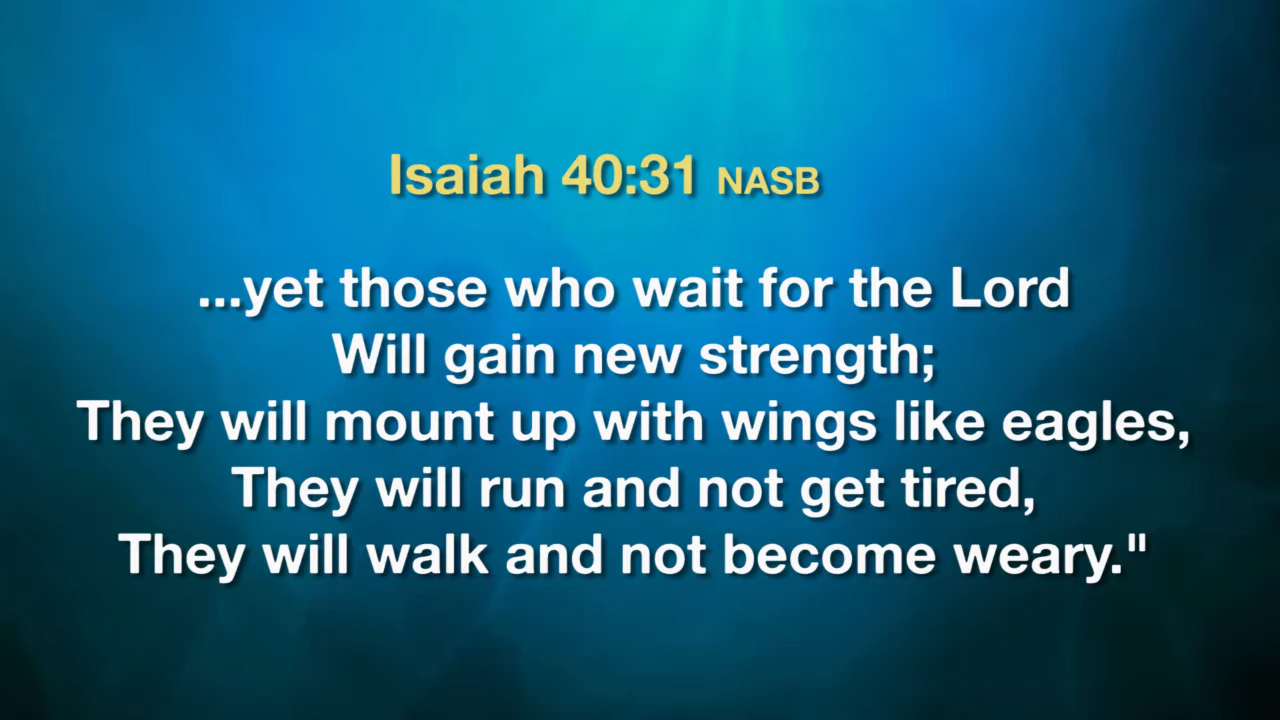 Isaiah 40:31 NASB
...yet those who wait for the Lord
Will gain new strength;
They will mount up with wings like eagles,
They will run and not get tired,
They will walk and not become weary."